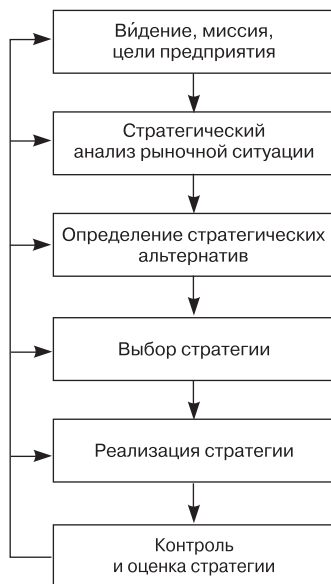 Ви́дение, миссия,
цели предприятия
Стратегический
анализ рыночной ситуации
Определение стратегических
альтернатив
Выбор стратегии
Реализация стратегии
Контроль
и оценка стратегии